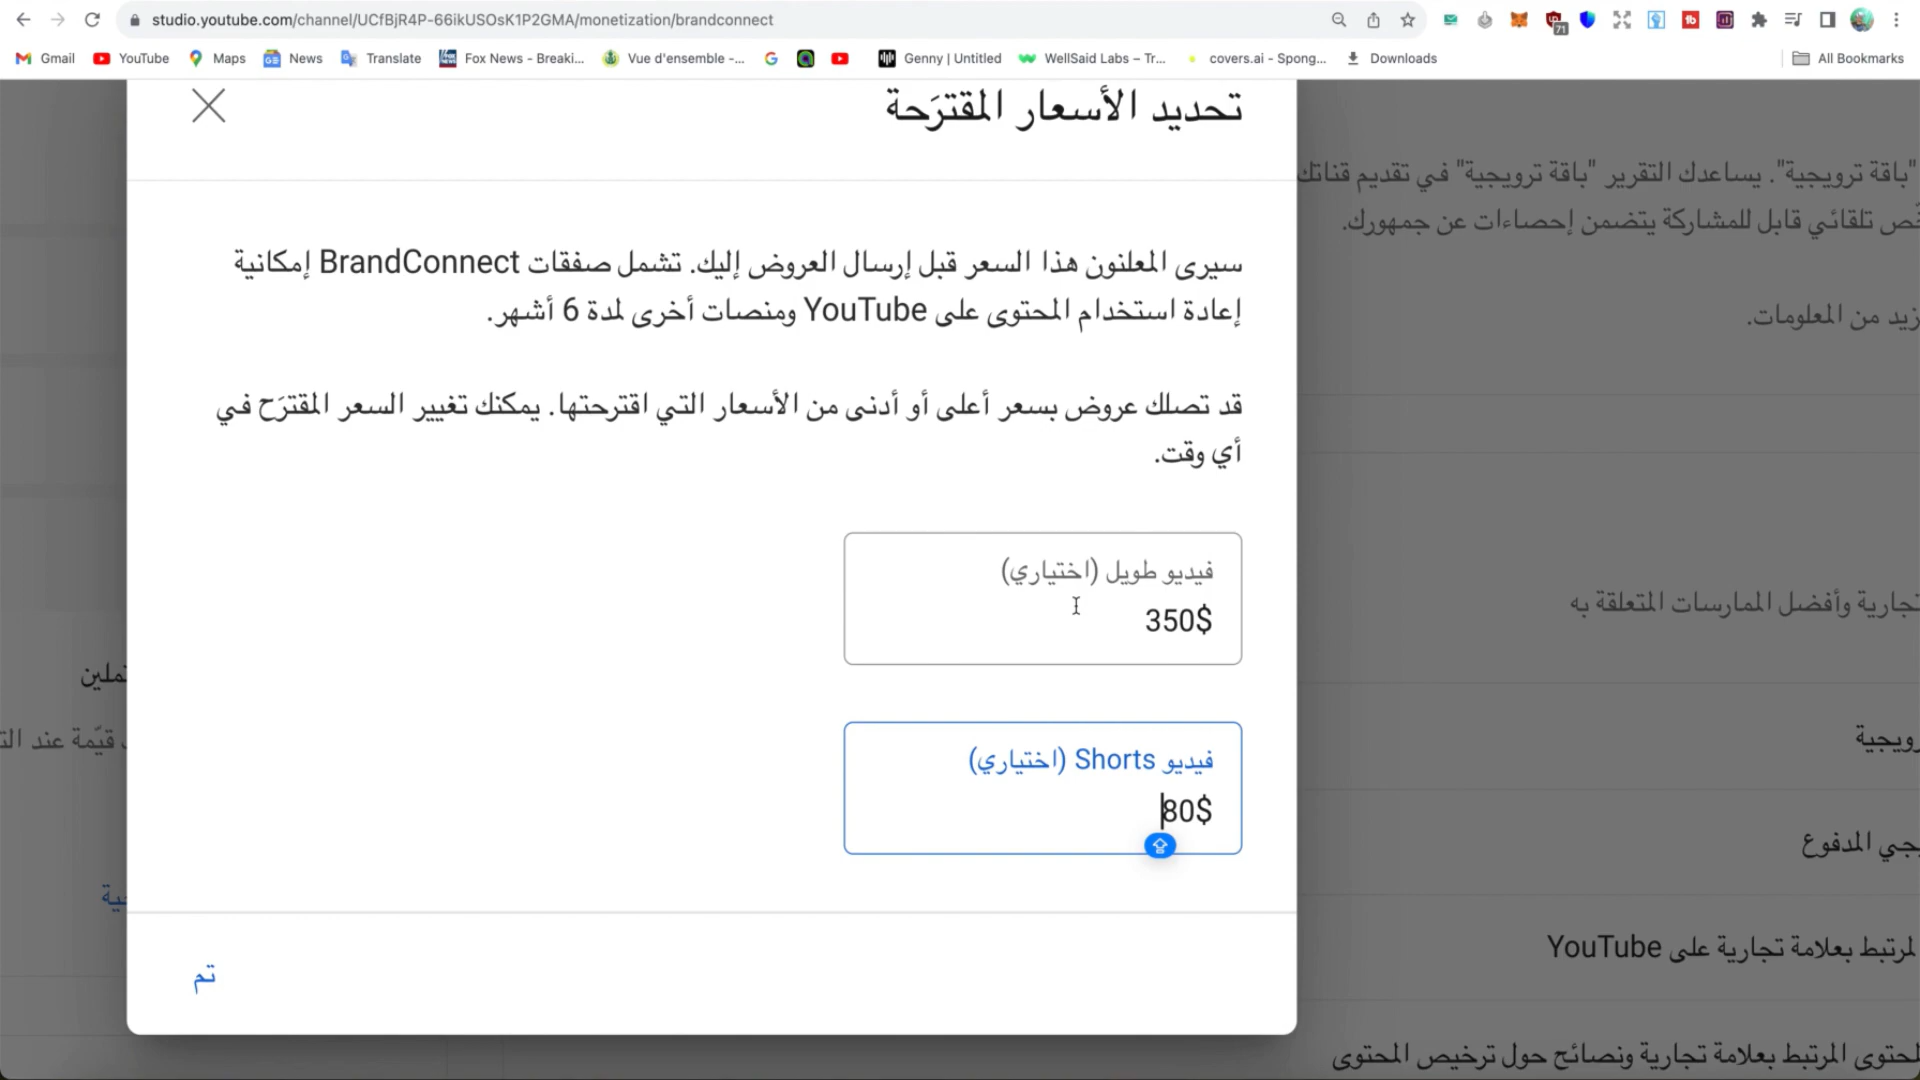 studio.youtube.com/channel/UCfBjR4P-66ikUSOsK1P2GMA/monetization/brandconnect
71
Gmail YouTube Maps News Translate Fox News - Breaki... Vue d'ensemble -... Genny | Untitled WellSaid Labs – Tr... covers.ai - Spong... Downloads All Bookmarks
تحديد الأسعار المقترَحة
سيرى المعلنون هذا السعر قبل إرسال العروض إليك. تشمل صفقات BrandConnect إمكانية
إعادة استخدام المحتوى على YouTube ومنصات أخرى لمدة 6 أشهر.
قد تصلك عروض بسعر أعلى أو أدنى من الأسعار التي اقترحتها. يمكنك تغيير السعر المقترَح في
أي وقت.
فيديو طويل (اختياري)
350$
فيديو Shorts (اختياري)
80$
تم
"باقة ترويجية". يساعدك التقرير "باقة ترويجية" في تقديم قناتك
تلقائي قابل للمشاركة يتضمن إحصاءات عن جمهورك.
من المعلومات.
وأفضل الممارسات المتعلقة به
المدفوع
بعلامة تجارية على YouTube
المرتبط بعلامة تجارية ونصائح حول ترخيص المحتوى
قيّمة عند